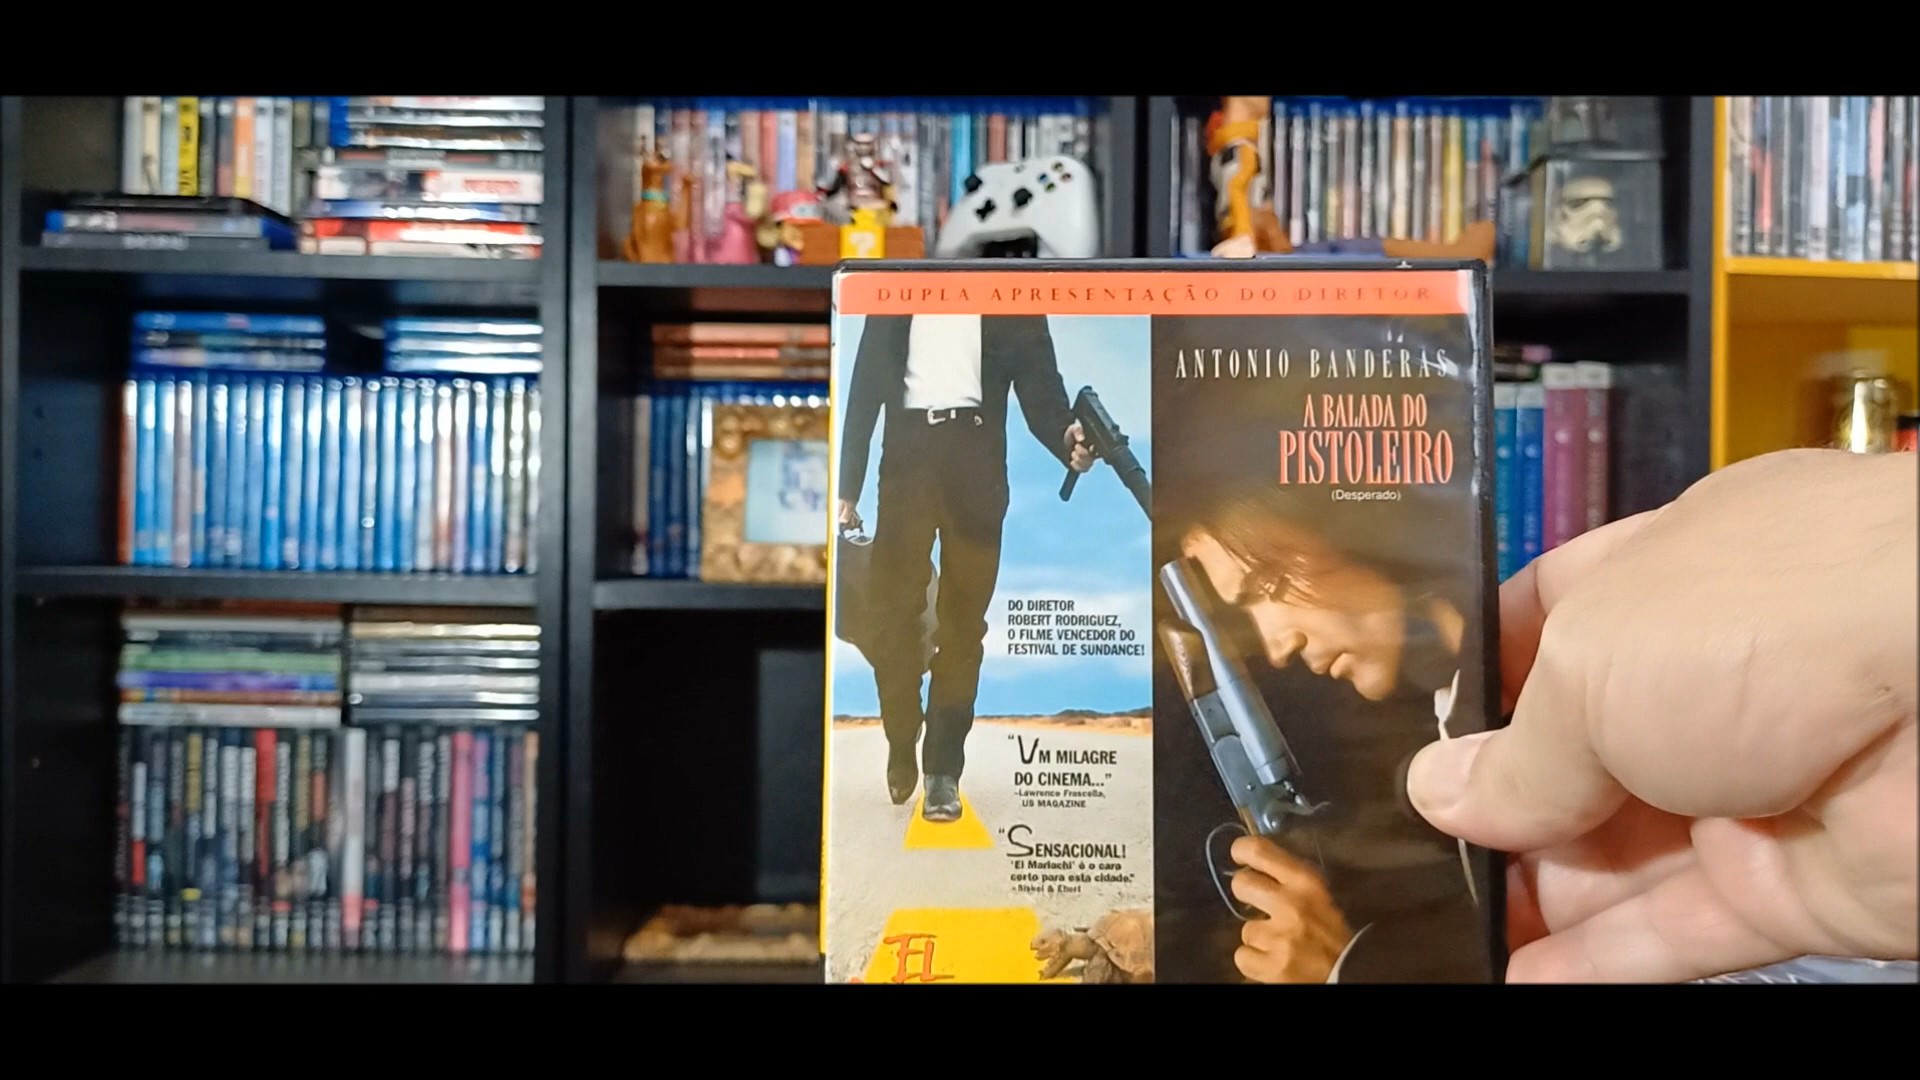 DUPLA APRESENTAÇÃO DO DIRETOR
ANTONIO BANDERAS
A BALADA DO
PISTOLEIRO
(Desperado)
DO DIRETOR
ROBERT RODRIGUEZ,
O FILME VENCEDOR DO
FESTIVAL DE SUNDANCE!
"UM MILAGRE
DO CINEMA..."
-Lawrence Frascella,
US MAGAZINE
"SENSACIONAL!
'El Mariachi' é o cara
certo para esta cidade."
-Siskel & Ebert
EL